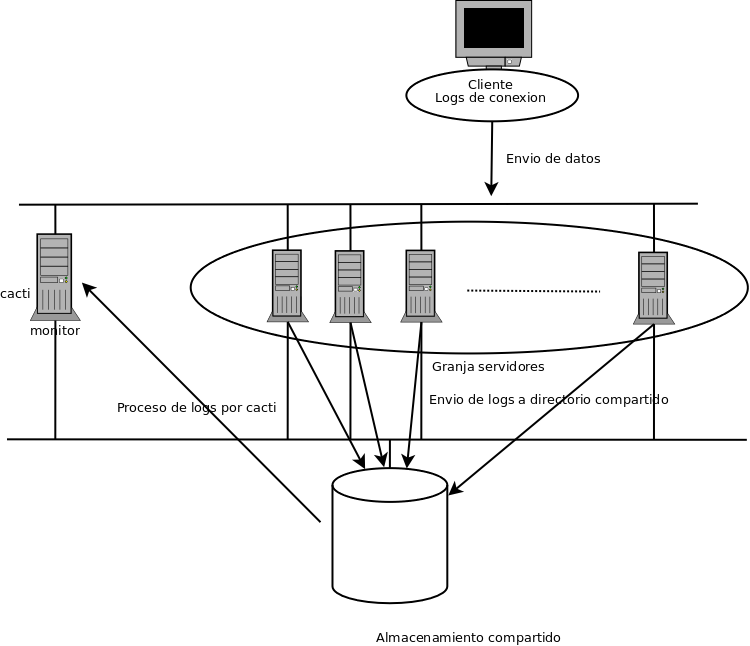 Cliente
Logs de conexion
Envio de datos
cacti
monitor
Granja servidores
Envio de logs a directorio compartido
Proceso de logs por cacti
Almacenamiento compartido